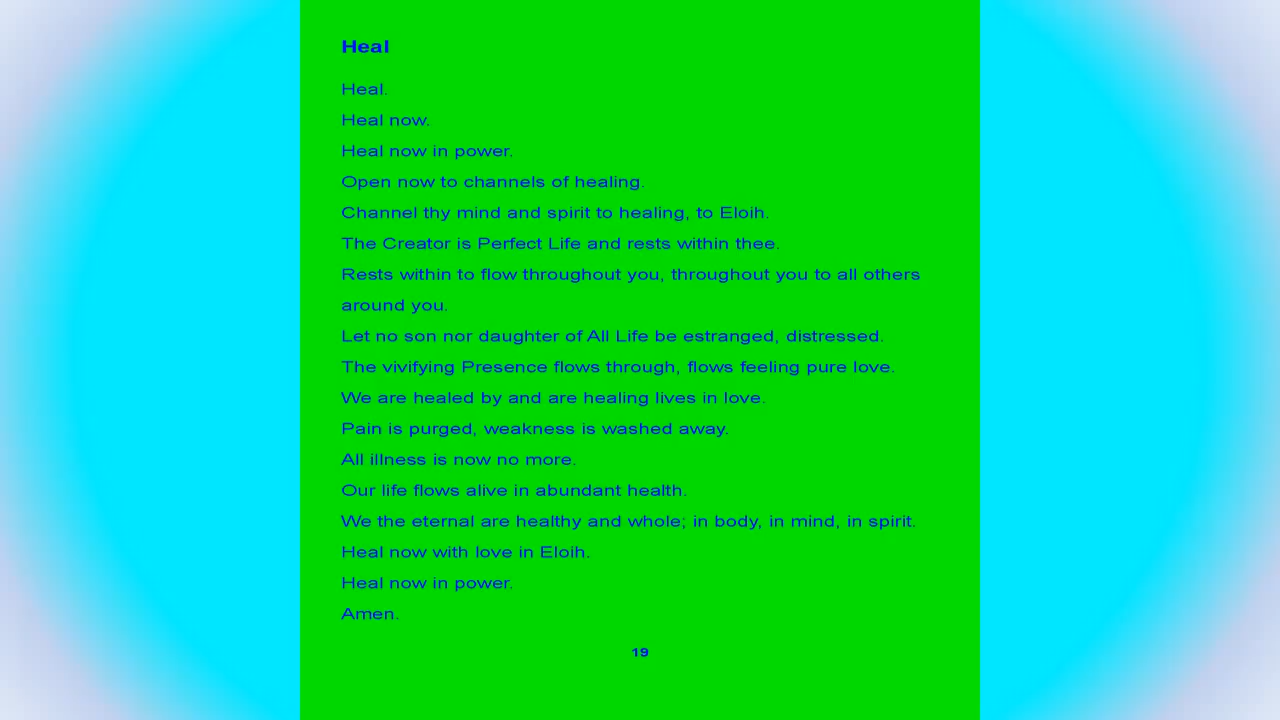 Heal
Heal.
Heal now.
Heal now in power.
Open now to channels of healing.
Channel thy mind and spirit to healing, to Eloih.
The Creator is Perfect Life and rests within thee.
Rests within to flow throughout you, throughout you to all others
around you.
Let no son nor daughter of All Life be estranged, distressed.
The vivifying Presence flows through, flows feeling pure love.
We are healed by and are healing lives in love.
Pain is purged, weakness is washed away.
All illness is now no more.
Our life flows alive in abundant health.
We the eternal are healthy and whole; in body, in mind, in spirit.
Heal now with love in Eloih.
Heal now in power.
Amen.
19